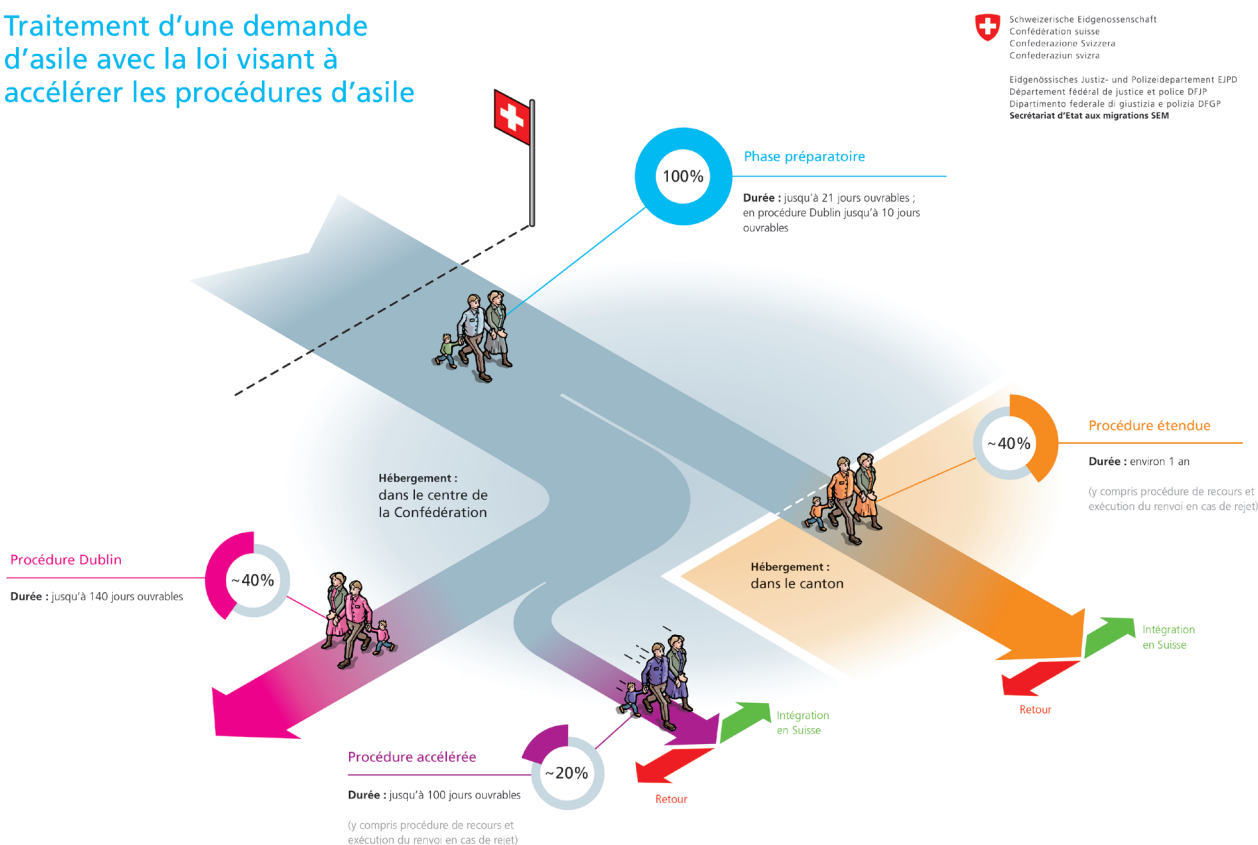 Traitement d’une demande
d’asile avec la loi visant à
accélérer les procédures d’asile
Schweizerische Eidgenossenschaft
Confédération suisse
Confederazione Svizzera
Confederaziun svizra
Eidgenössisches Justiz- und Polizeidepartement EJPD
Département fédéral de justice et police DFJP
Dipartimento federale di giustizia e polizia DFGP
Secrétariat d’Etat aux migrations SEM
100%
Phase préparatoire
Durée : jusqu’à 21 jours ouvrables ;
en procédure Dublin jusqu’à 10 jours
ouvrables
~40%
Procédure étendue
Durée : environ 1 an
(y compris procédure de recours et
exécution du renvoi en cas de rejet)
Hébergement :
dans le centre de
la Confédération
Hébergement :
dans le canton
Procédure Dublin
Durée : jusqu’à 140 jours ouvrables
~40%
Intégration
en Suisse
Retour
Intégration
en Suisse
Retour
Procédure accélérée
Durée : jusqu’à 100 jours ouvrables
(y compris procédure de recours et
exécution du renvoi en cas de rejet)
~20%